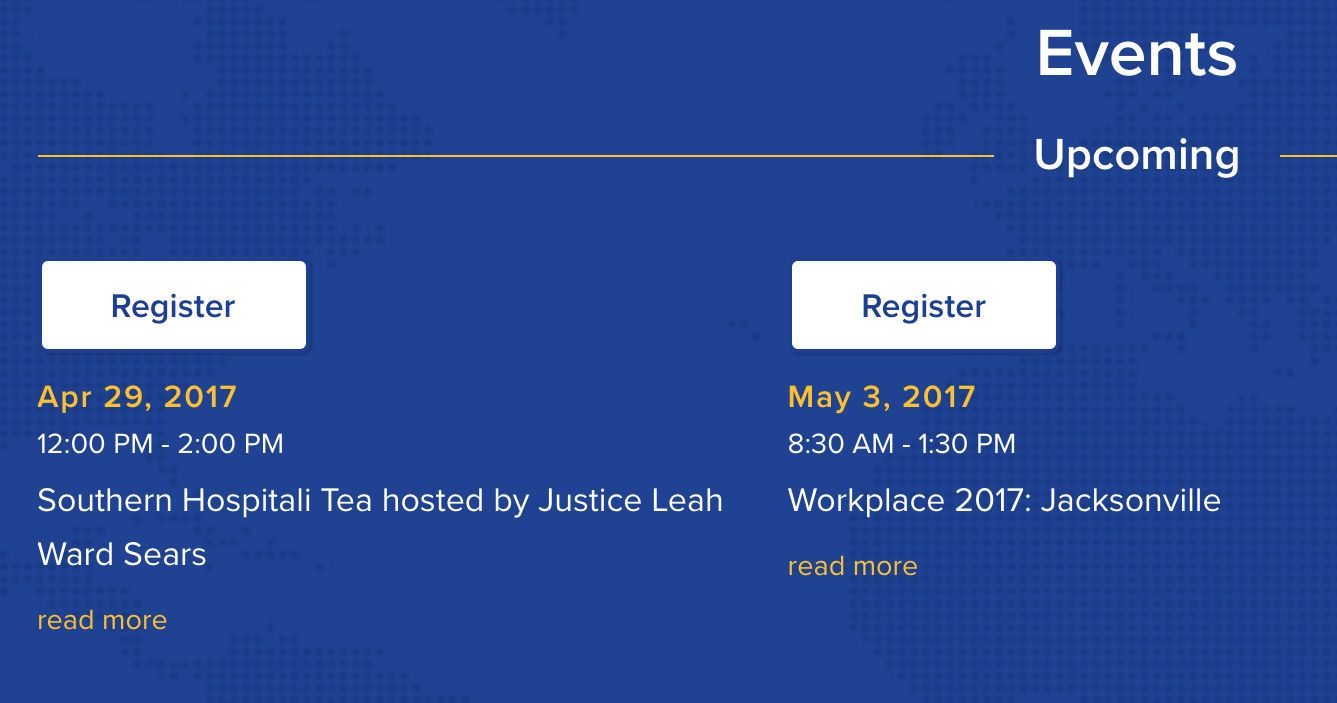 Events
Upcoming
Register
Apr 29, 2017
12:00 PM - 2:00 PM
Southern Hospitali Tea hosted by Justice Leah
Ward Sears
read more
Register
May 3, 2017
8:30 AM - 1:30 PM
Workplace 2017: Jacksonville
read more